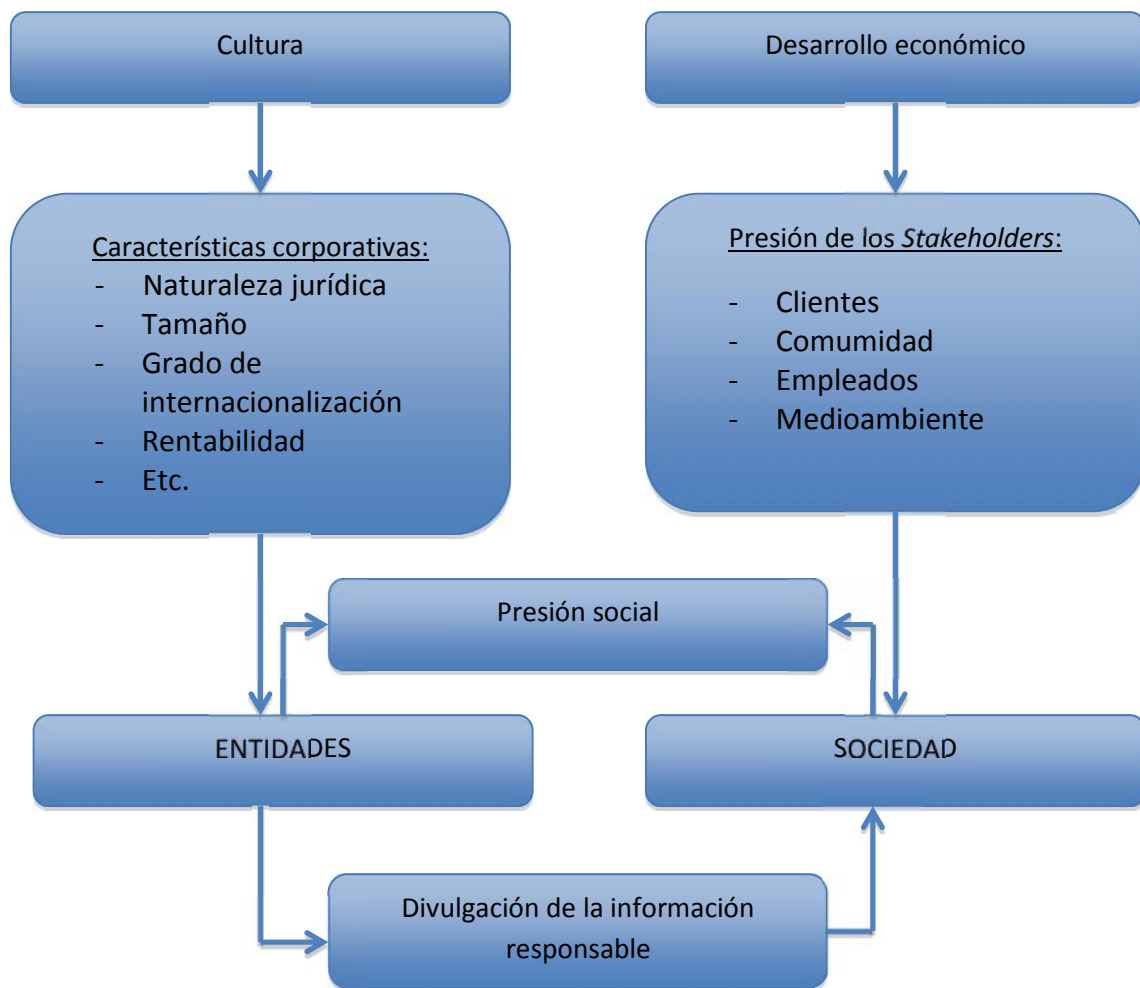 Cultura
Desarrollo económico
Características corporativas:
- Naturaleza jurídica
- Tamaño
- Grado de
internacionalización
- Rentabilidad
- Etc.
Presión de los Stakeholders:
- Clientes
- Comumidad
- Empleados
- Medioambiente
Presión social
ENTIDADES
SOCIEDAD
Divulgación de la información
responsable